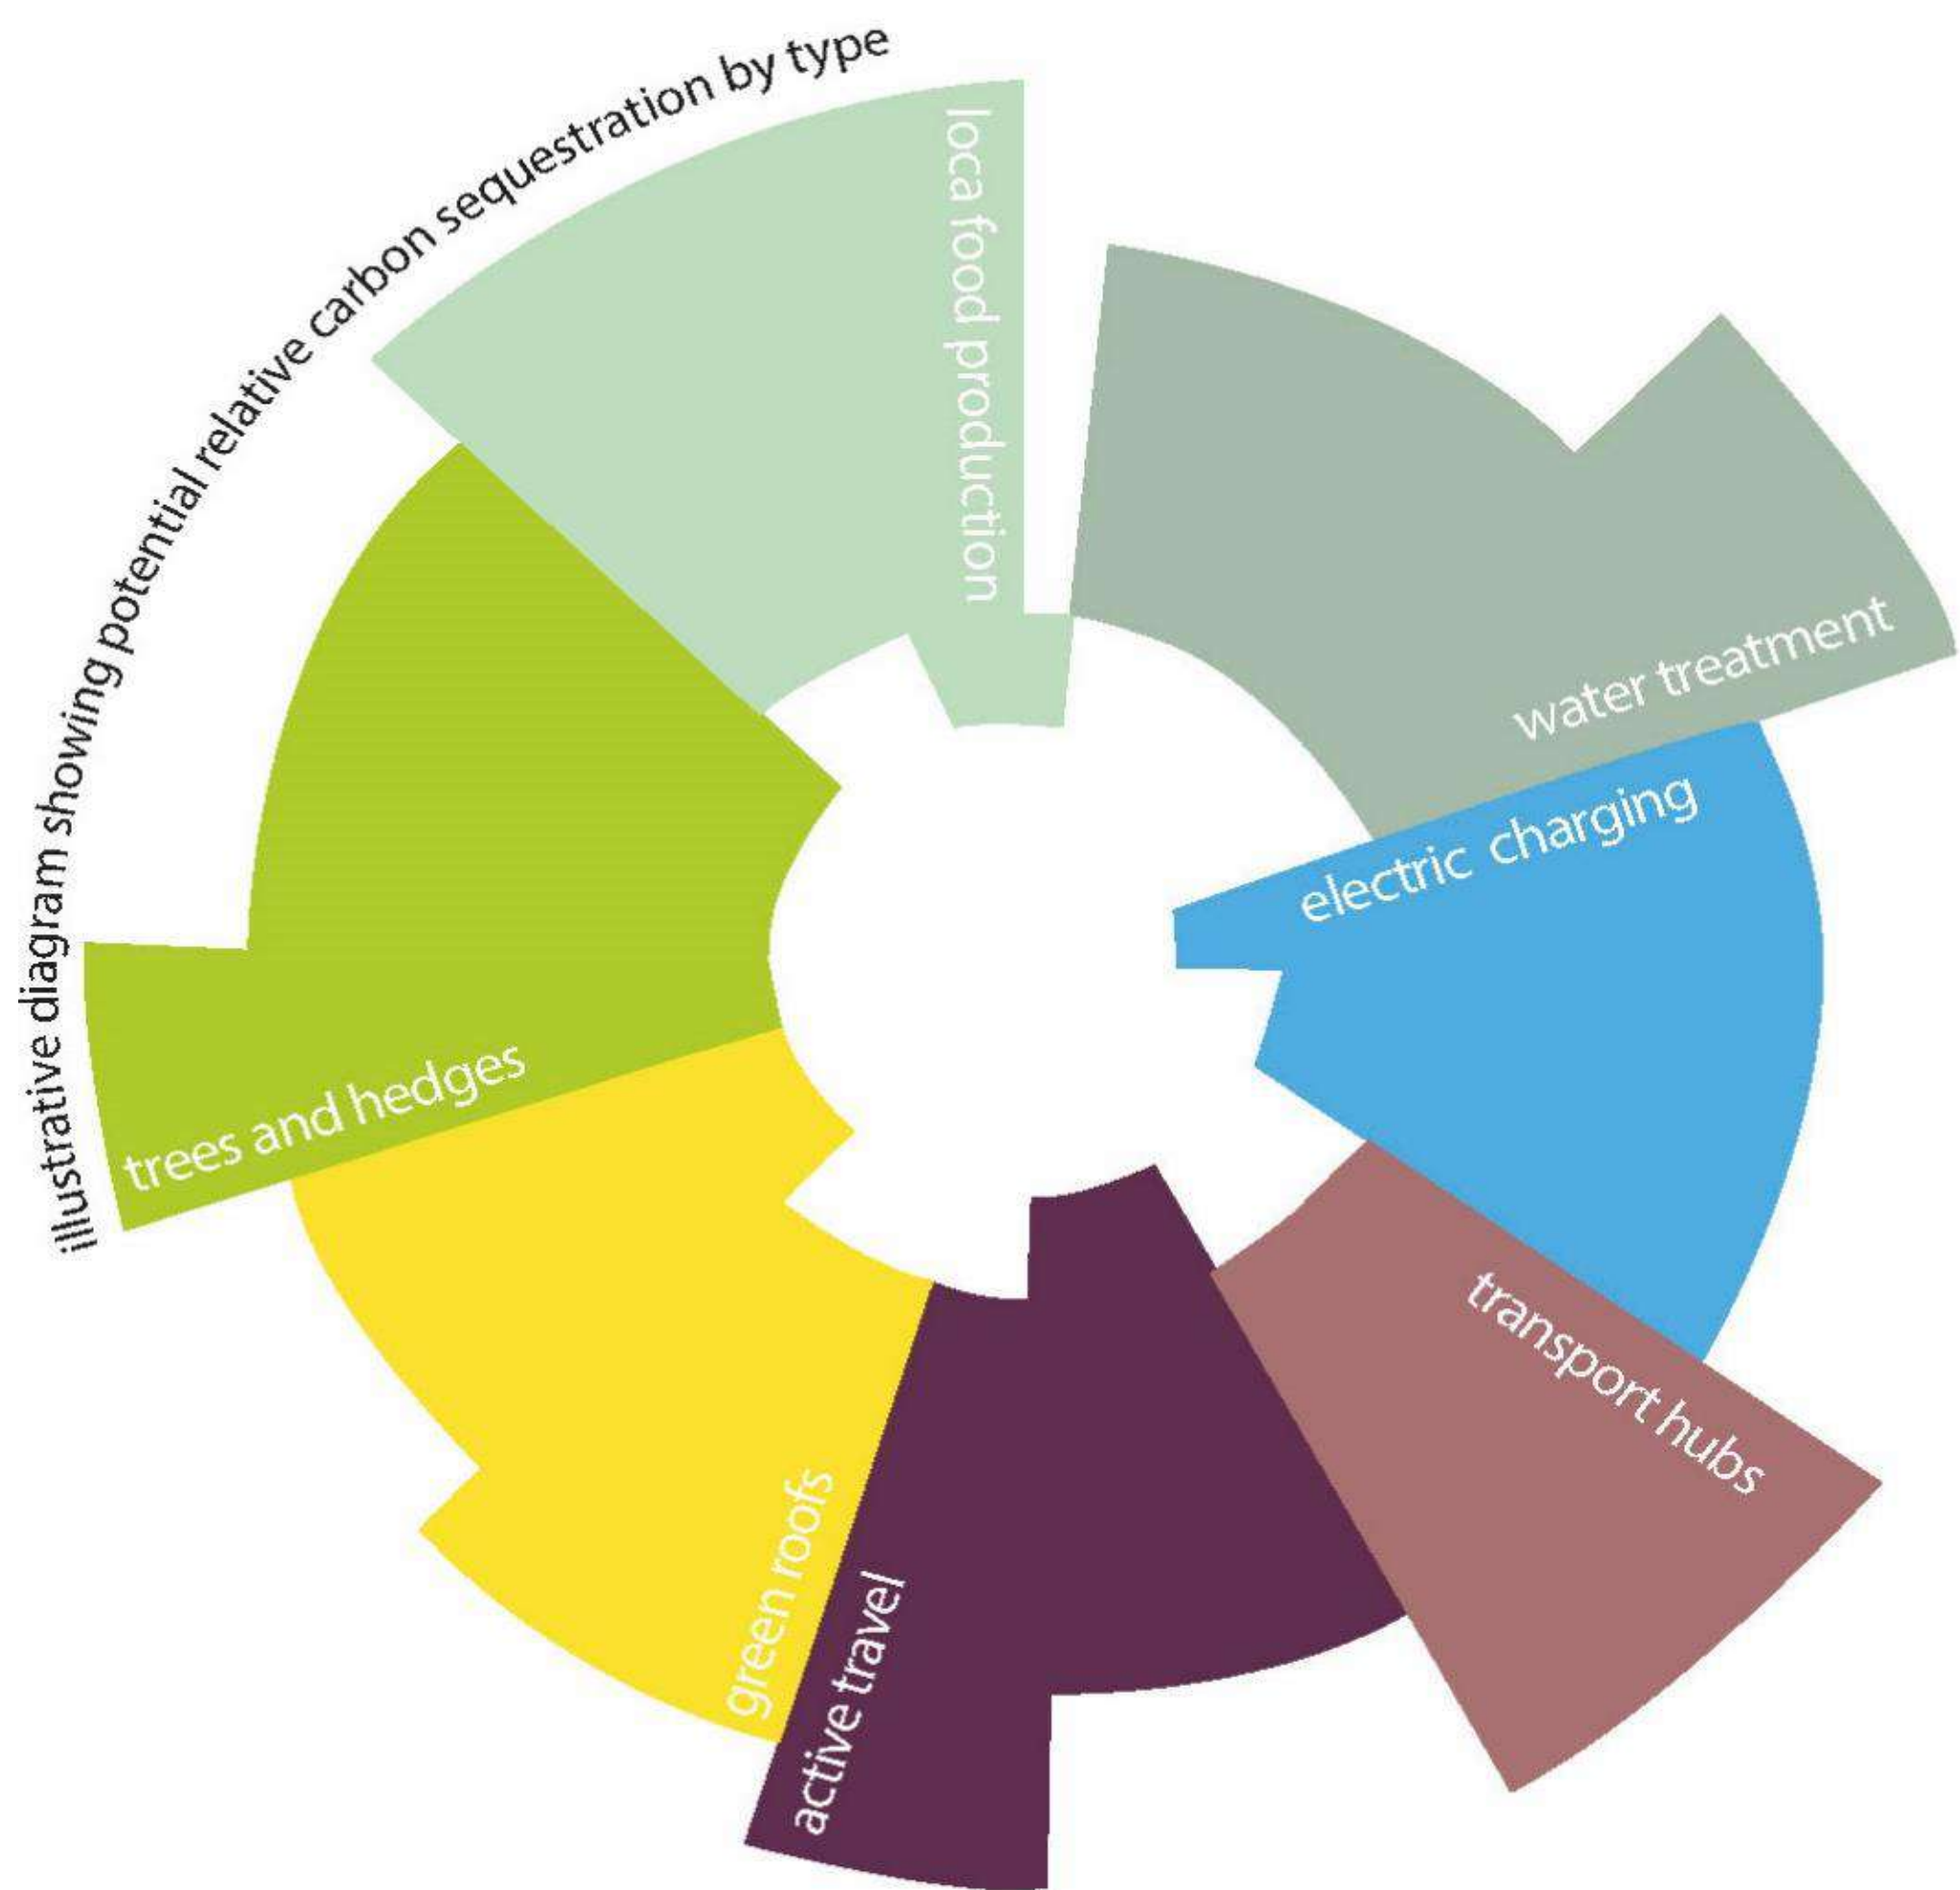 illustrative diagram showing potential relative carbon sequestration by type
loca food production
water treatment
electric charging
transport hubs
active travel
green roofs
trees and hedges